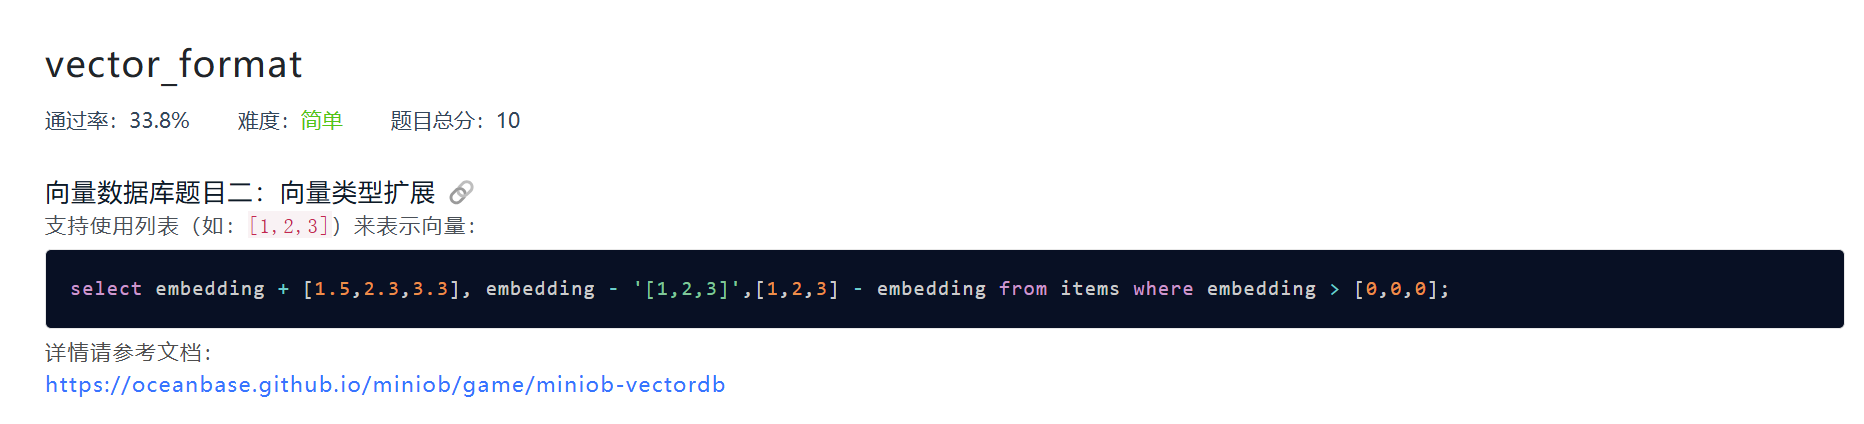 vector_format
通过率：33.8% 难度：简单 题目总分：10
向量数据库题目二：向量类型扩展
支持使用列表（如：[1,2,3]）来表示向量：
select embedding + [1.5,2.3,3.3], embedding - '[1,2,3]',[1,2,3] - embedding from items where embedding > [0,0,0];
详情请参考文档：
https://oceanbase.github.io/miniob/game/miniob-vectordb